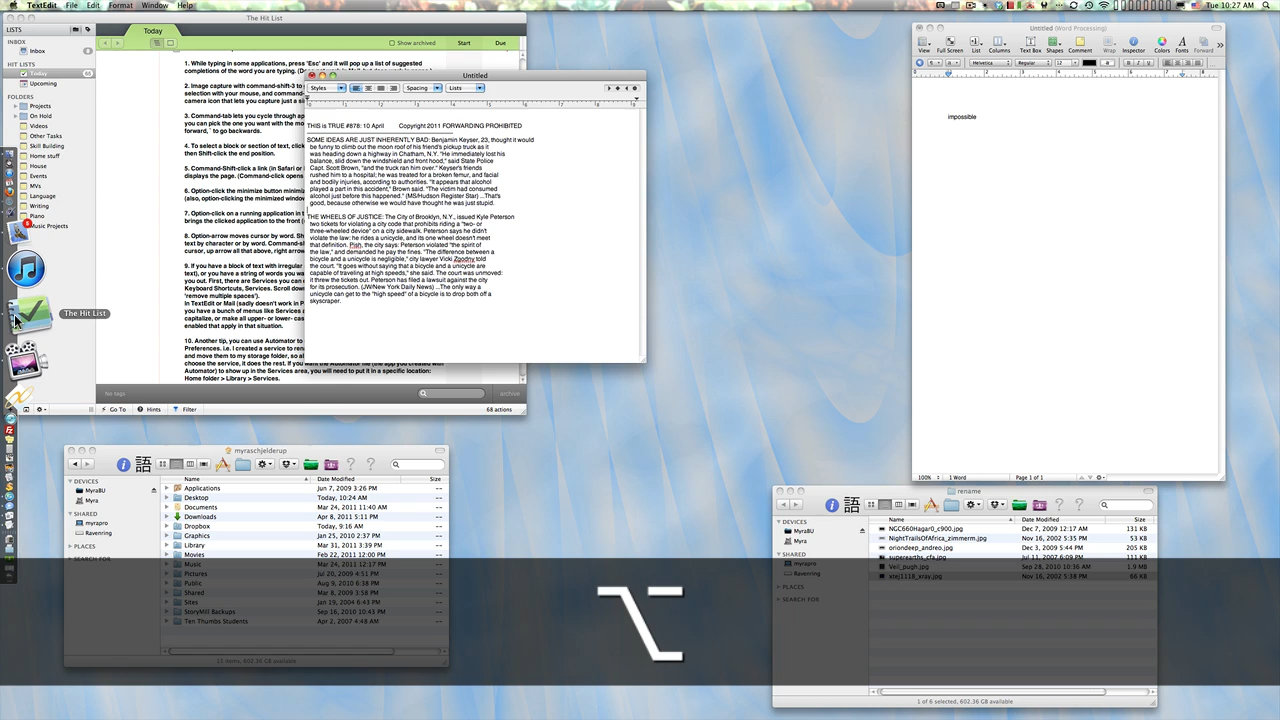 TextEdit File Edit Format Window Help
Tue 10:27 AM
The Hit List
LISTS
INBOX
Inbox
HIT LISTS
Today
Upcoming
FOLDERS
Projects
On Hold
Videos
Other Tasks
Skill Building
Home stuff
House
Events
MVs
Language
Writing
Piano
Music Projects
The Hit List
Today
Show archived Start Due
1. While typing in some applications, press 'Esc' and it will pop up a list of suggested
completions of the word you are typing.
2. Image capture with command-shift-3 to
selection with your mouse, and command-
camera icon that lets you capture just a si
3. Command-tab lets you cycle through ap
you can pick the one you want with the mo
forward, ` to go backwards.
4. To select a block or section of text, click
then Shift-click the end position.
5. Command-Shift-click a link (in Safari or
displays the page. (Command-click opens
6. Option-click the minimize button minimiz
(also, option-clicking the minimized windo
7. Option-click on a running application in t
brings the clicked application to the front (
8. Option-arrow moves cursor by word. Sh
text by character or by word. Command-s
cursor, up arrow all that above, right arrow
9. If you have a block of text with irregular
text), or you have a string of words you wa
you out. First, there are Services you can e
Keyboard Shortcuts, Services. Scroll down
'remove multiple spaces').
In TextEdit or Mail (sadly doesn't work in P
you have a bunch of menus like Services a
capitalize, or make all upper- or lower- cas
enabled that apply in that situation.
10. Another tip, you can use Automator to
Preferences. i.e. I created a service to rena
and move them to my storage folder, so al
choose the service, it does the rest. If you want the Automator file (the app you created with
Automator) to show up in the Services area, you will need to put it in a specific location:
Home folder > Library > Services.
No tags archive
Go To Hints Filter 68 actions
Untitled
Styles Spacing Lists
THIS is TRUE #878: 10 April Copyright 2011 FORWARDING PROHIBITED
SOME IDEAS ARE JUST INHERENTLY BAD: Benjamin Keyser, 23, thought it would
be funny to climb out the moon roof of his friend's pickup truck as it
was heading down a highway in Chatham, N.Y. "He immediately lost his
balance, slid down the windshield and front hood," said State Police
Capt. Scott Brown, "and the truck ran him over." Keyser's friends
rushed him to a hospital; he was treated for a broken femur, and facial
and bodily injuries, according to authorities. "It appears that alcohol
played a part in this accident," Brown said. "The victim had consumed
alcohol just before this happened." (MS/Hudson Register Star) ...That's
good, because otherwise we would have thought he was just stupid.
THE WHEELS OF JUSTICE: The City of Brooklyn, N.Y., issued Kyle Peterson
two tickets for violating a city code that prohibits riding a "two- or
three-wheeled device" on a city sidewalk. Peterson says he didn't
violate the law: he rides a unicycle, and its one wheel doesn't meet
that definition. Pish, the city says: Peterson violated "the spirit of
the law," and demanded he pay the fines. "The difference between a
bicycle and a unicycle is negligible," city lawyer Vicki Zgodny told
the court. "It goes without saying that a bicycle and a unicycle are
capable of traveling at high speeds," she said. The court was unmoved:
it threw the tickets out. Peterson has filed a lawsuit against the city
for its prosecution. (JW/New York Daily News) ...The only way a
unicycle can get to the "high speed" of a bicycle is to drop both off a
skyscraper.
Untitled (Word Processing)
View Full Screen List Columns Text Box Shapes Comment Wrap Inspector Colors Fonts Format
Helvetica Regular 12
impossible
100% 1 Word Page 1 of 1
myraschjelderup
語
Name Date Modified Size
DEVICES
MyraBU
Myra
SHARED
myrapro
Ravenring
PLACES
SEARCH FOR
Applications Jun 7, 2009 3:26 PM --
Desktop Today, 10:24 AM --
Documents Mar 24, 2011 11:40 AM --
Downloads Apr 8, 2011 5:11 PM --
Dropbox Today, 9:16 AM --
Graphics Jan 25, 2010 2:37 PM --
Library Mar 31, 2011 3:39 PM --
Movies Feb 22, 2011 12:00 PM --
Music Mar 24, 2011 12:17 PM --
Pictures Jul 20, 2009 4:51 PM --
Public Aug 9, 2010 6:38 PM --
Shared Mar 8, 2009 3:58 PM --
Sites Jan 19, 2004 6:43 PM --
StoryMill Backups Sep 16, 2010 10:43 PM --
Ten Thumbs Students Apr 2, 2007 4:48 AM --
602.36 GB available
rename
語
Name Date Modified Size
DEVICES
MyraBU
Myra
SHARED
myrapro
Ravenring
PLACES
SEARCH FOR
NGC660Hagar0_c900.jpg Dec 7, 2009 12:17 AM 131 KB
NightTrailsOfAfrica_zimmerm.jpg Nov 16, 2002 5:35 PM 53 KB
oriondeep_andreo.jpg Dec 3, 2009 5:44 PM 205 KB
superearths_cfa.jpg 111 KB
Veil_pugh.jpg Sep 28, 2010 10:36 AM 1.9 MB
xtej1118_xray.jpg Nov 16, 2002 5:38 PM 66 KB
1 of 6 selected, 602.36 GB available